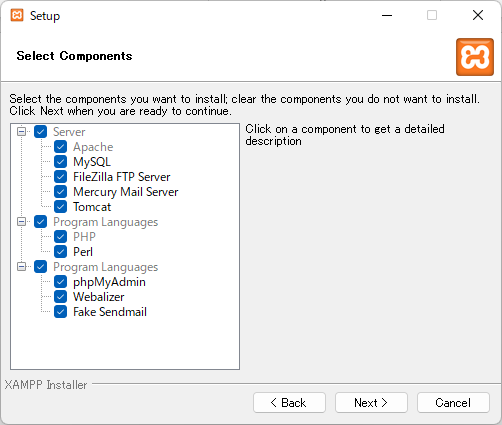 Setup
Select Components
Select the components you want to install; clear the components you do not want to install.
Click Next when you are ready to continue.
Server
Apache
MySQL
FileZilla FTP Server
Mercury Mail Server
Tomcat
Program Languages
PHP
Perl
Program Languages
phpMyAdmin
Webalizer
Fake Sendmail
Click on a component to get a detailed
description
XAMPP Installer
< Back
Next >
Cancel